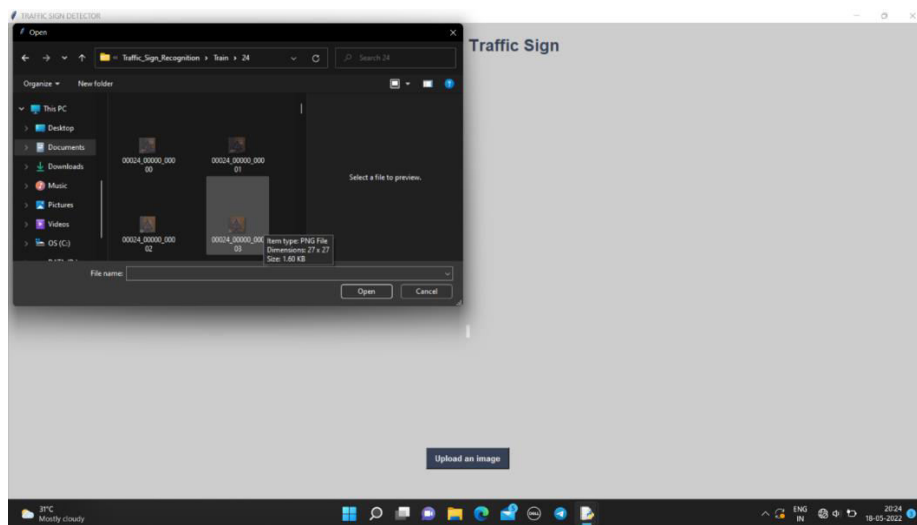 TRAFFIC SIGN DETECTOR
Open
Traffic Sign
Traffic_Sign_Recognition > Train > 24
Search 24
Organize
New folder
This PC
Desktop
Documents
Downloads
Music
Pictures
Videos
OS (C:)
00024_00000_000
00
00024_00000_000
01
00024_00000_000
02
00024_00000_000
03
Select a file to preview.
Item type: PNG File
Dimensions: 27 x 27
Size: 1.60 KB
File name:
Open
Cancel
Upload an image
31°C
Mostly cloudy
DELL
ENG
IN
20:24
18-05-2022